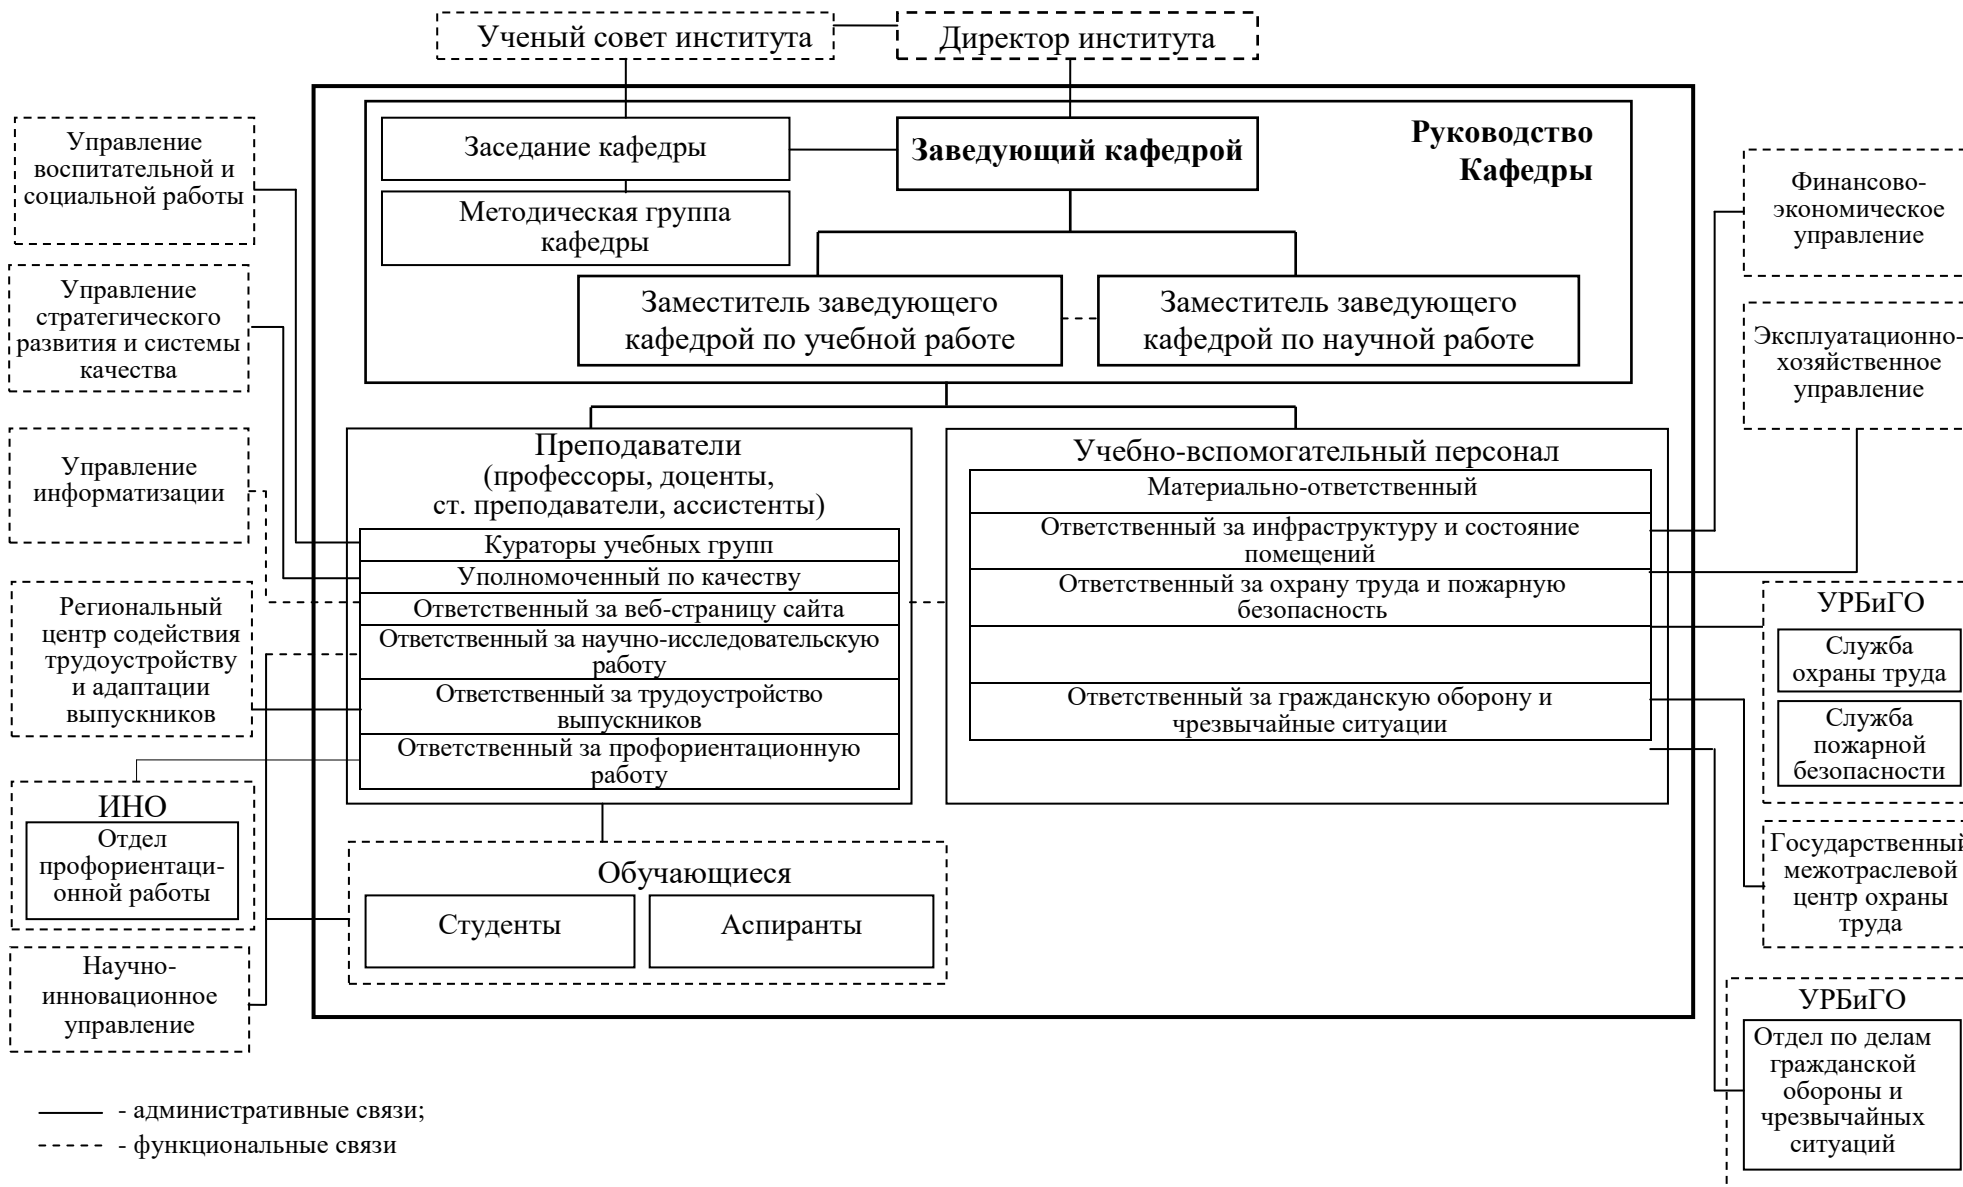 Ученый совет института
Директор института
Управление
воспитательной и
социальной работы
Заседание кафедры
Заведующий кафедрой
Руководство
Кафедры
Методическая группа
кафедры
Финансово-
экономическое
управление
Управление
стратегического
развития и системы
качества
Заместитель заведующего
кафедрой по учебной работе
Заместитель заведующего
кафедрой по научной работе
Эксплуатационно-
хозяйственное
управление
Управление
информатизации
Преподаватели
(профессоры, доценты,
ст. преподаватели, ассистенты)
Кураторы учебных групп
Уполномоченный по качеству
Ответственный за веб-страницу сайта
Ответственный за научно-исследовательскую
работу
Ответственный за трудоустройство
выпускников
Ответственный за профориентационную
работу
Учебно-вспомогательный персонал
Материально-ответственный
Ответственный за инфраструктуру и состояние
помещений
Ответственный за охрану труда и пожарную
безопасность
Ответственный за гражданскую оборону и
чрезвычайные ситуации
Региональный
центр содействия
трудоустройству
и адаптации
выпускников
УРБиГО
Служба
охраны труда
Служба
пожарной
безопасности
ИНО
Отдел
профориентаци-
онной работы
Обучающиеся
Студенты
Аспиранты
Государственный
межотраслевой
центр охраны
труда
Научно-
инновационное
управление
УРБиГО
Отдел по делам
гражданской
обороны и
чрезвычайных
ситуаций
- административные связи;
- функциональные связи